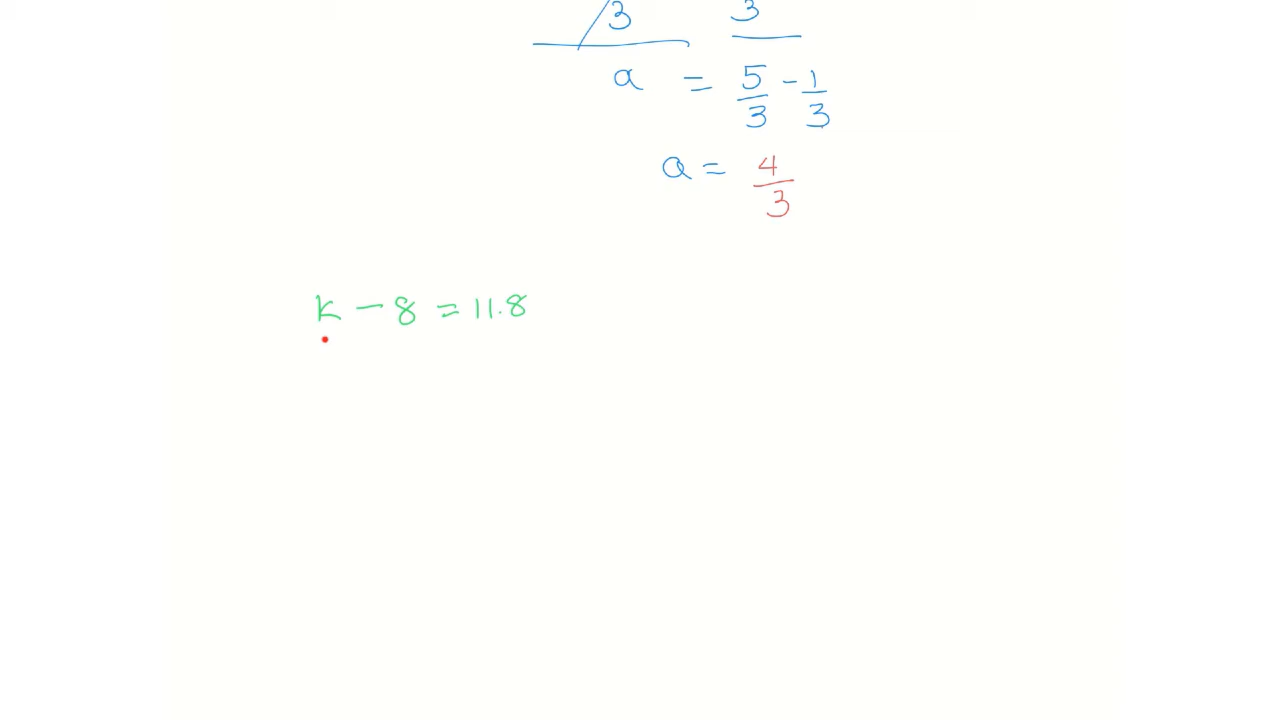 /3 3
a = 5/3 - 1/3
a = 4/3
k - 8 = 11.8